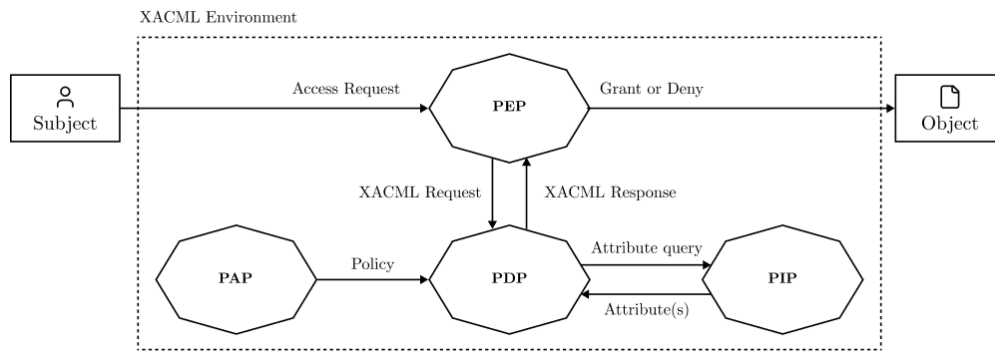 XACML Environment
Access Request
Grant or Deny
PEP
Subject
Object
XACML Request
XACML Response
Attribute query
Policy
PAP
PDP
PIP
Attribute(s)